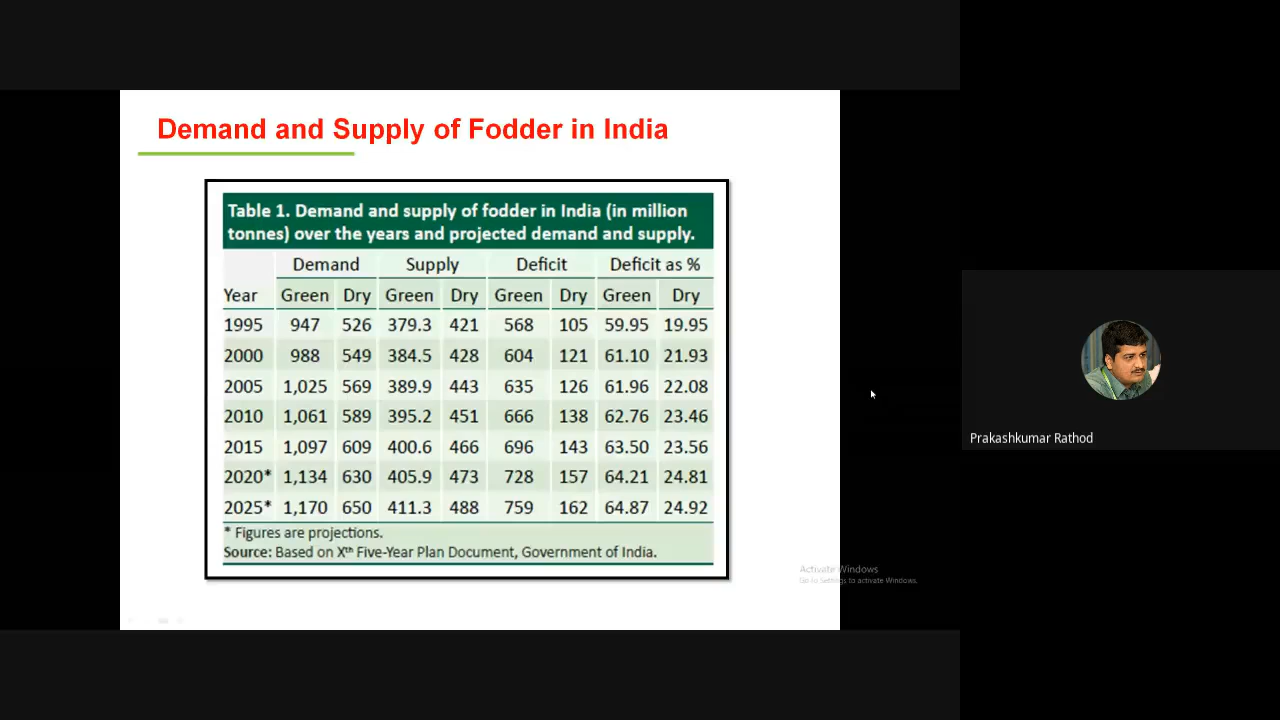 Demand and Supply of Fodder in India
Table 1. Demand and supply of fodder in India (in million
tonnes) over the years and projected demand and supply.
Demand Supply Deficit Deficit as %
Year Green Dry Green Dry Green Dry Green Dry
1995 947 526 379.3 421 568 105 59.95 19.95
2000 988 549 384.5 428 604 121 61.10 21.93
2005 1,025 569 389.9 443 635 126 61.96 22.08
2010 1,061 589 395.2 451 666 138 62.76 23.46
2015 1,097 609 400.6 466 696 143 63.50 23.56
2020* 1,134 630 405.9 473 728 157 64.21 24.81
2025* 1,170 650 411.3 488 759 162 64.87 24.92
* Figures are projections.
Source: Based on Xth Five-Year Plan Document, Government of India.
Prakashkumar Rathod
Activate Windows
Go to Settings to activate Windows.